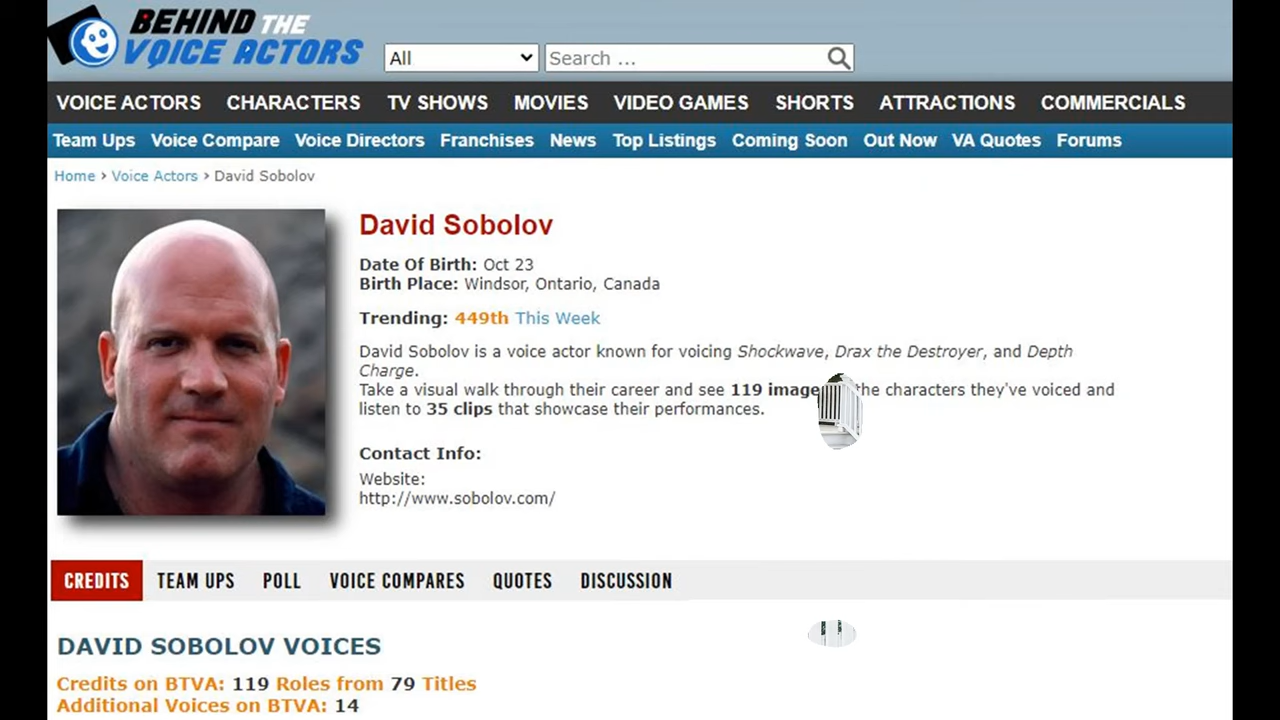 BEHIND THE
VOICE ACTORS
All
Search ...
VOICE ACTORS CHARACTERS TV SHOWS MOVIES VIDEO GAMES SHORTS ATTRACTIONS COMMERCIALS
Team Ups Voice Compare Voice Directors Franchises News Top Listings Coming Soon Out Now VA Quotes Forums
Home › Voice Actors › David Sobolov
David Sobolov
Date Of Birth: Oct 23
Birth Place: Windsor, Ontario, Canada
Trending: 449th This Week
David Sobolov is a voice actor known for voicing Shockwave, Drax the Destroyer, and Depth
Charge.
Take a visual walk through their career and see 119 the characters they've voiced and
listen to 35 clips that showcase their performances.
Contact Info:
Website:
http://www.sobolov.com/
CREDITS TEAM UPS POLL VOICE COMPARES QUOTES DISCUSSION
DAVID SOBOLOV VOICES
Credits on BTVA: 119 Roles from 79 Titles
Additional Voices on BTVA: 14